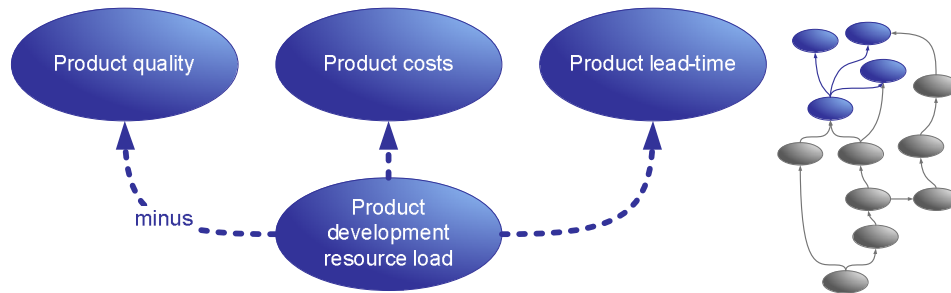 Product quality
Product costs
Product lead-time
minus
Product
development
resource load